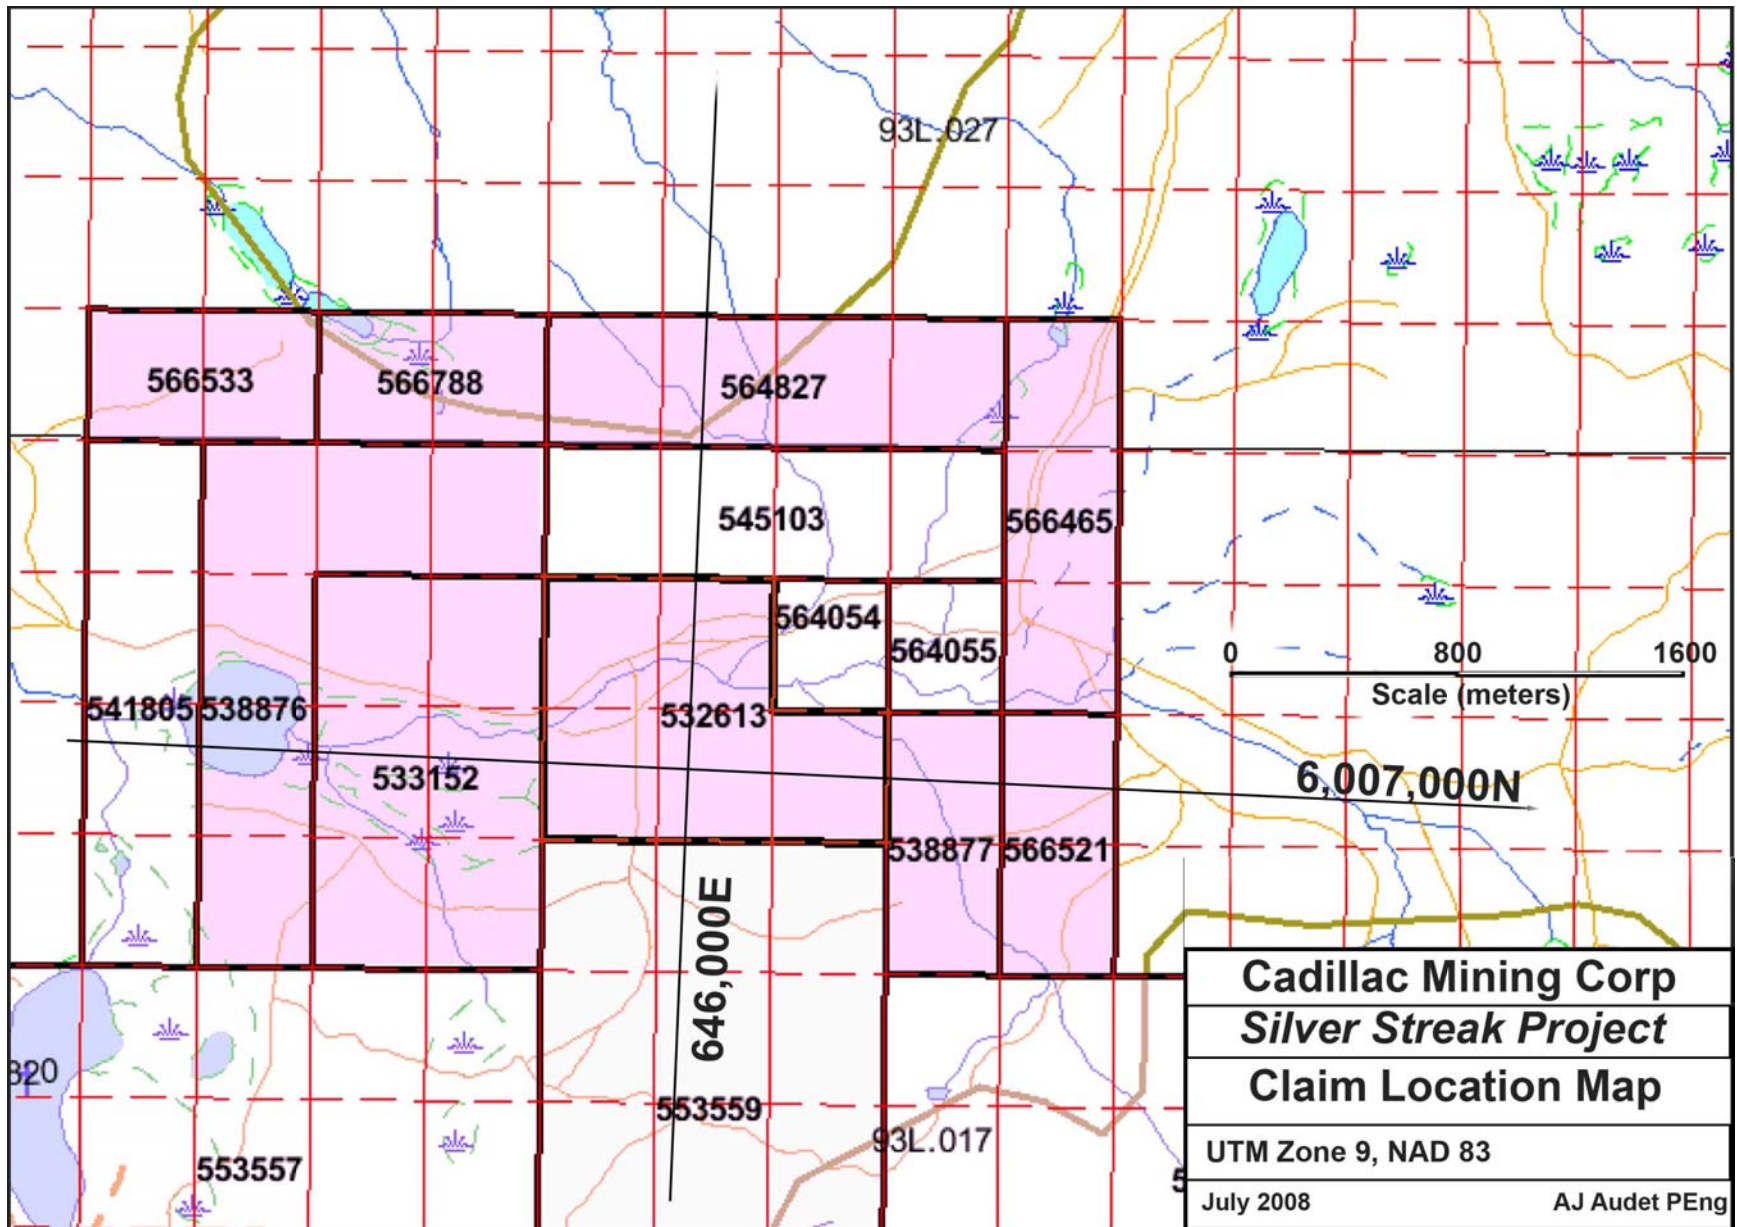 93L.027
566533
566788
564827
545103
566465
564054
564055
0 800 1600
Scale (meters)
541805
538876
532613
533152
6,007,000N
538877
566521
646,000E
820
553559
93L.017
553557
5
Cadillac Mining Corp
Silver Streak Project
Claim Location Map
UTM Zone 9, NAD 83
July 2008 AJ Audet PEng